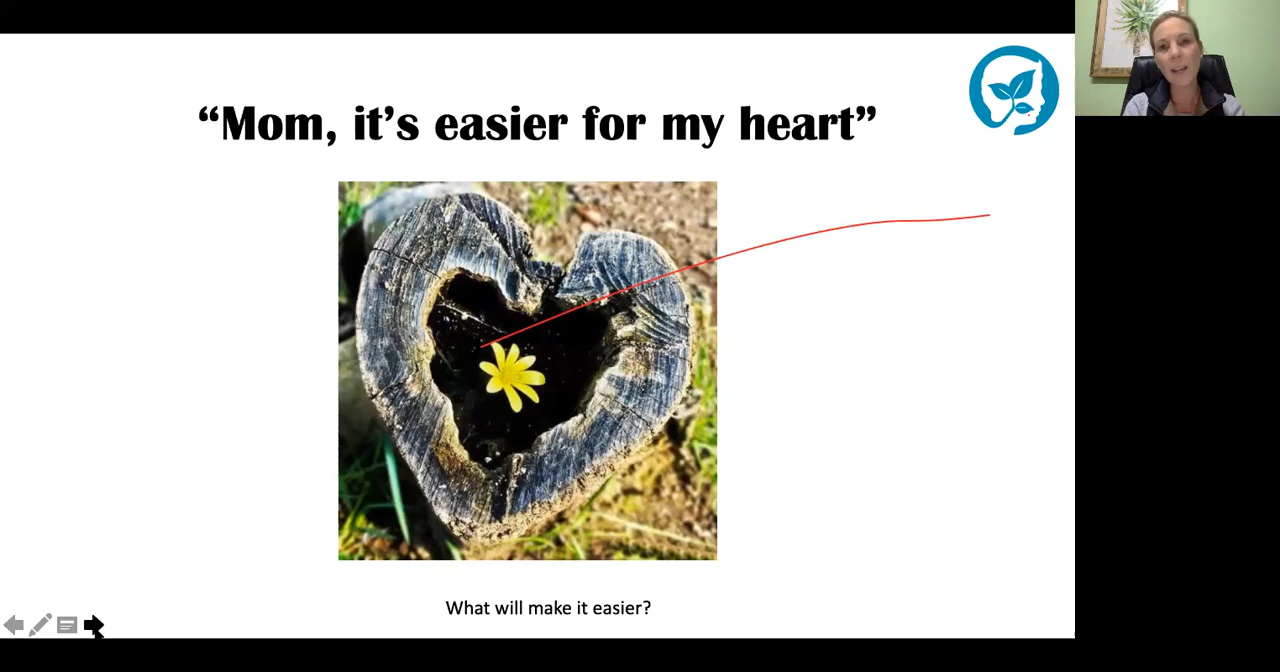 “Mom, it’s easier for my heart”
What will make it easier?